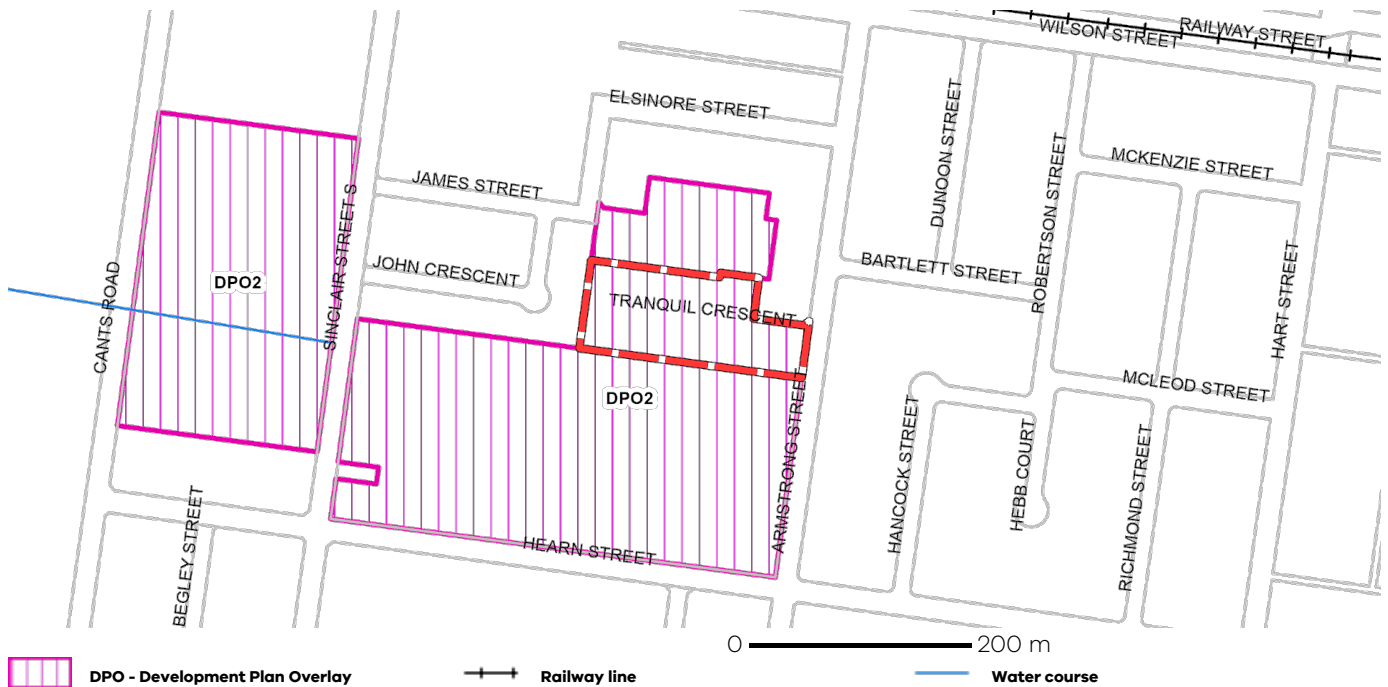 RAILWAY STREET
WILSON STREET
ELSINORE STREET
DUNOON STREET
ROBERTSON STREET
MCKENZIE STREET
JAMES STREET
SINCLAIR STREET S
JOHN CRESCENT
BARTLETT STREET
HART STREET
CANTS ROAD
DPO2
TRANQUIL CRESCENT
DPO2
MCLEOD STREET
ARMSTRONG STREET
HANCOCK STREET
HEBB COURT
RICHMOND STREET
BEGLEY STREET
HEARN STREET
0 200 m
DPO - Development Plan Overlay
Railway line
Water course